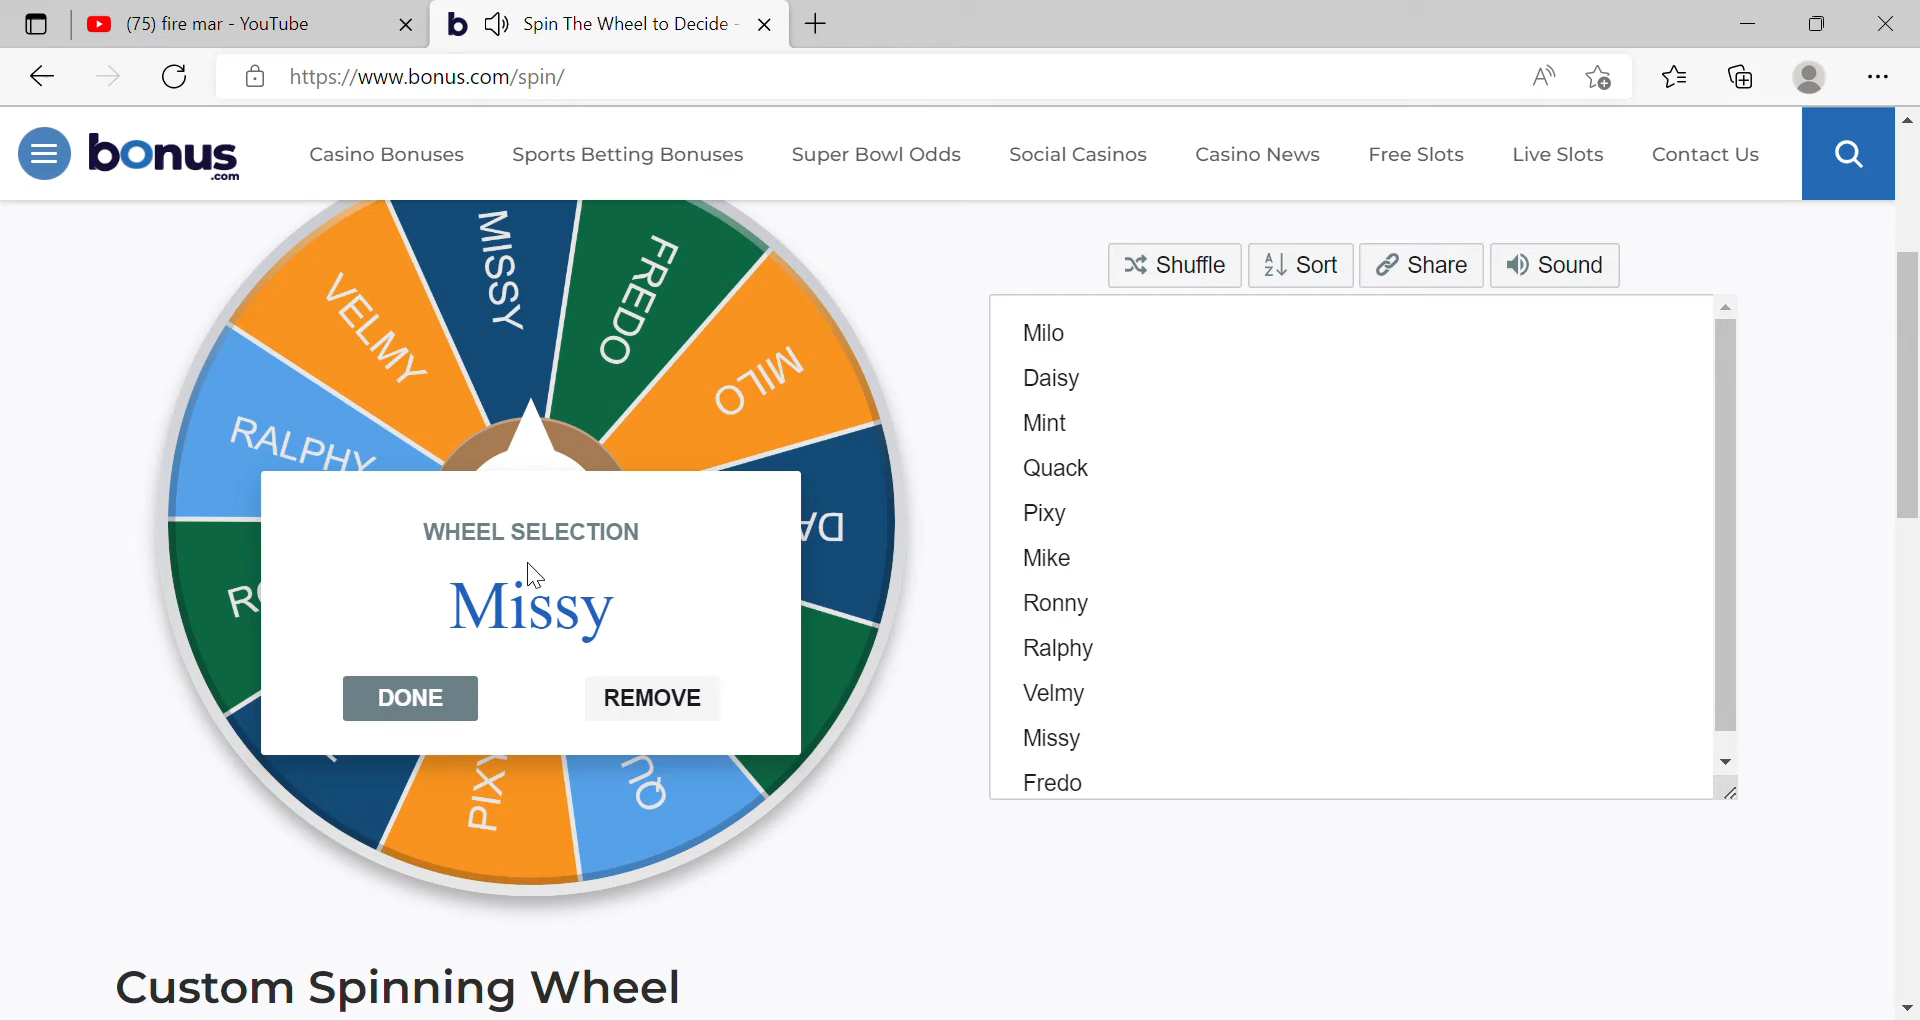 (75) fire mar - YouTube
Spin The Wheel to Decide -
https://www.bonus.com/spin/
bonus
.com
Casino Bonuses
Sports Betting Bonuses
Super Bowl Odds
Social Casinos
Casino News
Free Slots
Live Slots
Contact Us
MISSY
FREDO
VELMY
MILO
RALPHY
DA
RO
PIXY
QU
WHEEL SELECTION
Missy
DONE
REMOVE
Shuffle
Sort
Share
Sound
Milo
Daisy
Mint
Quack
Pixy
Mike
Ronny
Ralphy
Velmy
Missy
Fredo
Custom Spinning Wheel